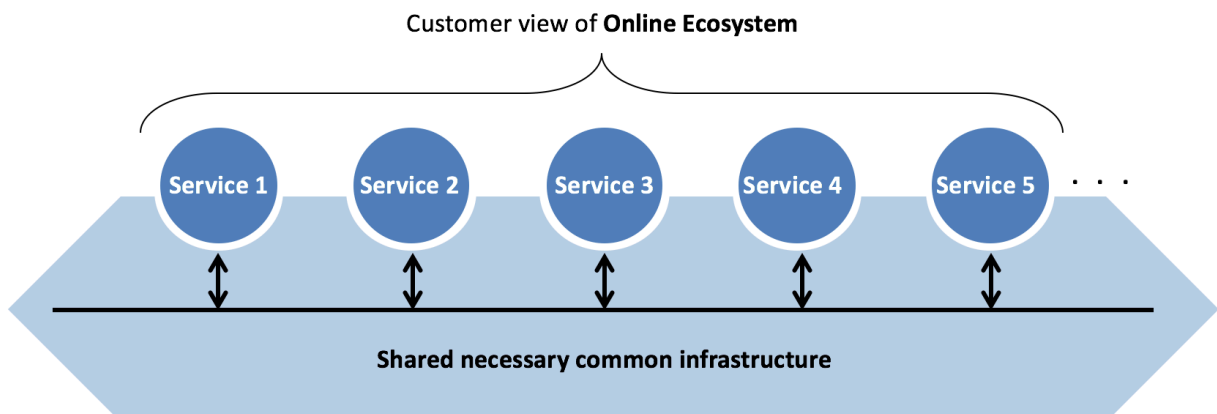 Customer view of Online Ecosystem
Service 1
Service 2
Service 3
Service 4
Service 5
. . .
Shared necessary common infrastructure